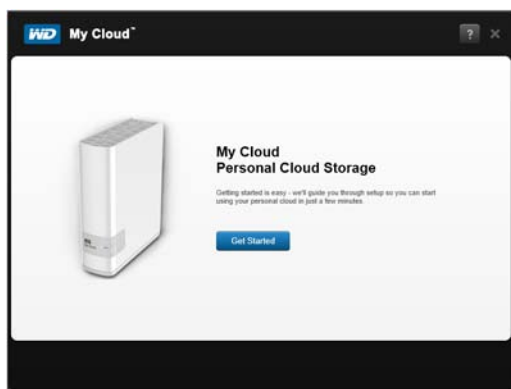 WD My Cloud™
?
My Cloud
Personal Cloud Storage
Getting started is easy - we'll guide you through setup so you can start
using your personal cloud in just a few minutes.
Get Started